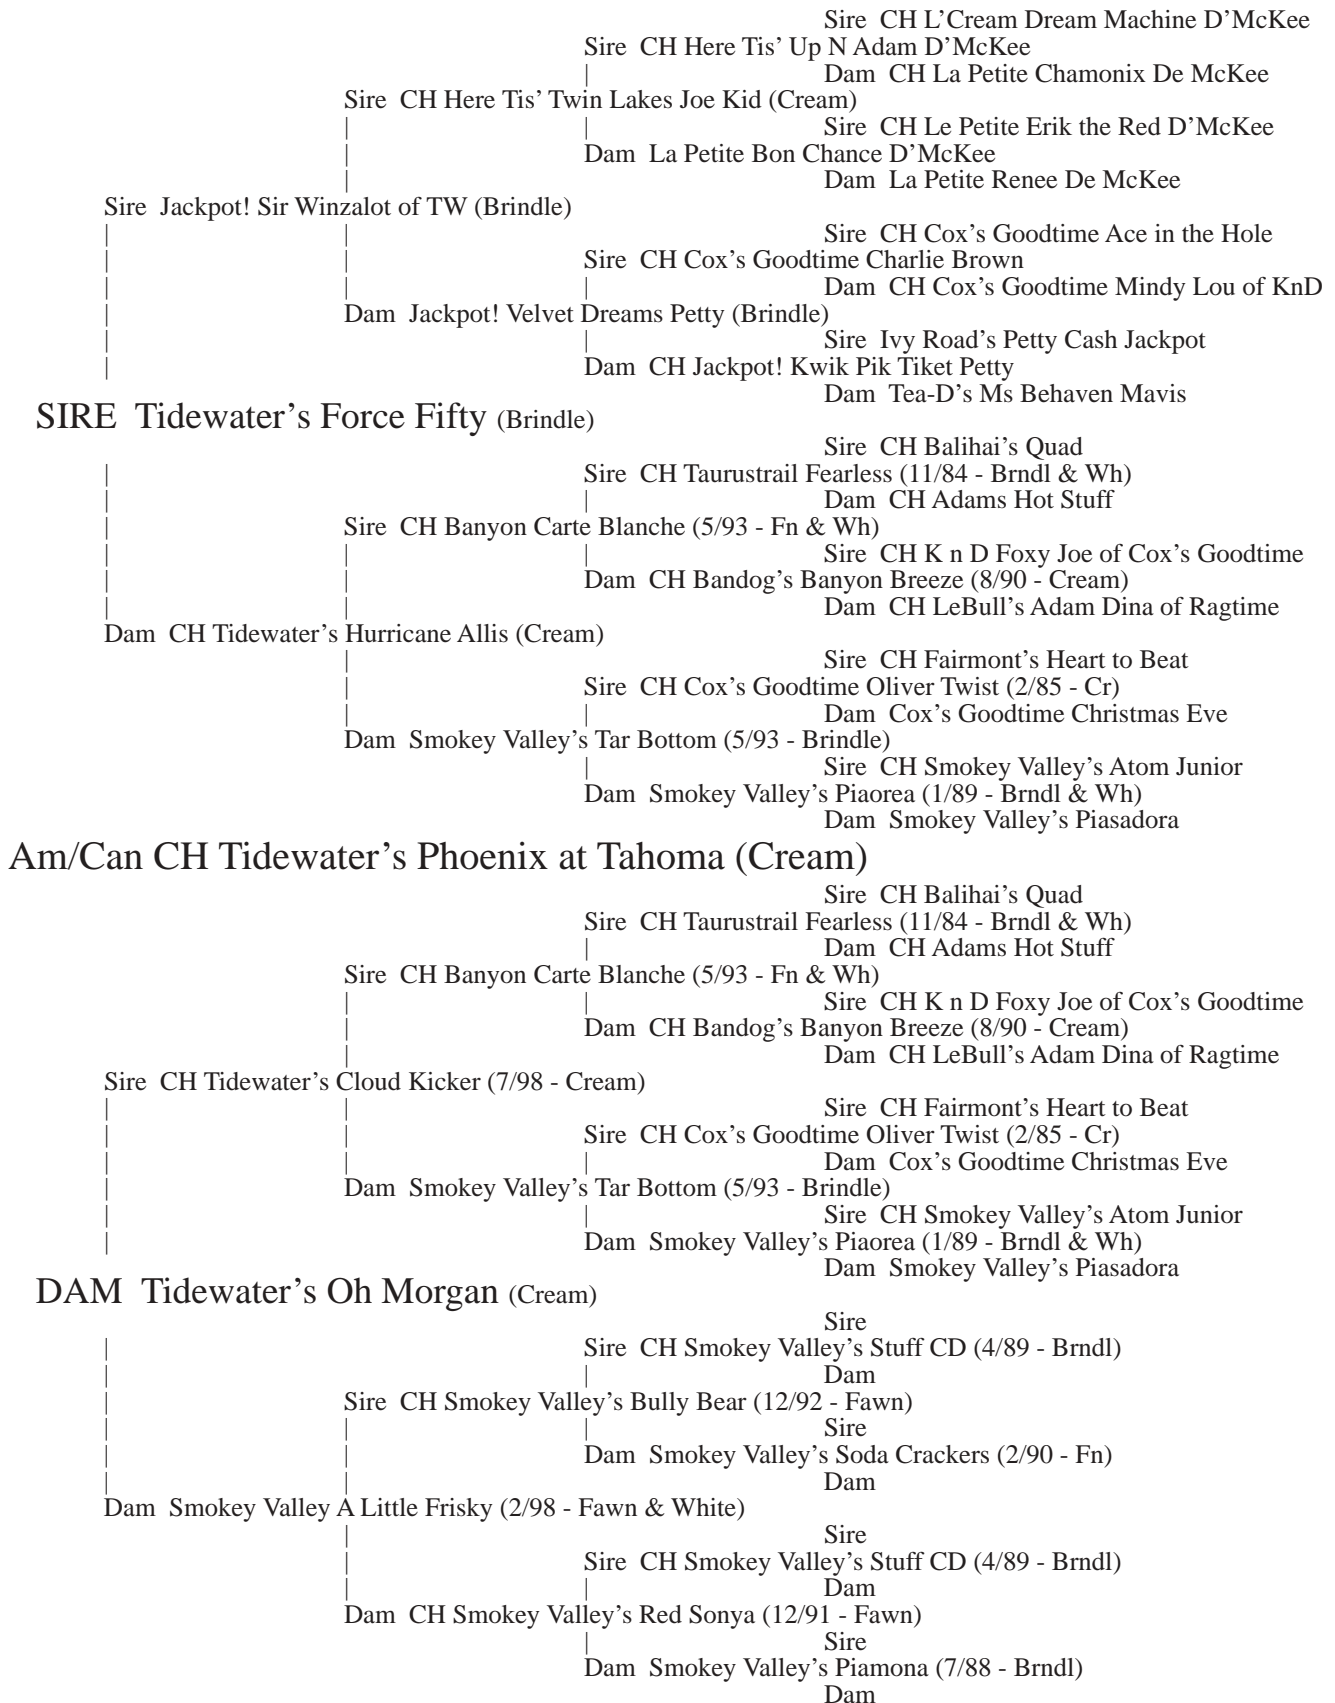 Sire CH L’Cream Dream Machine D’McKee
Sire CH Here Tis’ Up N Adam D’McKee
Dam CH La Petite Chamonix De McKee
Sire CH Here Tis’ Twin Lakes Joe Kid (Cream)
Sire CH Le Petite Erik the Red D’McKee
Dam La Petite Bon Chance D’McKee
Dam La Petite Renee De McKee
Sire Jackpot! Sir Winzalot of TW (Brindle)
Sire CH Cox’s Goodtime Ace in the Hole
Sire CH Cox’s Goodtime Charlie Brown
Dam CH Cox’s Goodtime Mindy Lou of KnD
Dam Jackpot! Velvet Dreams Petty (Brindle)
Sire Ivy Road’s Petty Cash Jackpot
Dam CH Jackpot! Kwik Pik Tiket Petty
Dam Tea-D’s Ms Behaven Mavis
SIRE Tidewater’s Force Fifty (Brindle)
Sire CH Balihai’s Quad
Sire CH Taurustrail Fearless (11/84 - Brndl & Wh)
Dam CH Adams Hot Stuff
Sire CH Banyon Carte Blanche (5/93 - Fn & Wh)
Sire CH K n D Foxy Joe of Cox’s Goodtime
Dam CH Bandog’s Banyon Breeze (8/90 - Cream)
Dam CH LeBull’s Adam Dina of Ragtime
Dam CH Tidewater’s Hurricane Allis (Cream)
Sire CH Fairmont’s Heart to Beat
Sire CH Cox’s Goodtime Oliver Twist (2/85 - Cr)
Dam Cox’s Goodtime Christmas Eve
Dam Smokey Valley’s Tar Bottom (5/93 - Brindle)
Sire CH Smokey Valley’s Atom Junior
Dam Smokey Valley’s Piaorea (1/89 - Brndl & Wh)
Dam Smokey Valley’s Piasadora
Am/Can CH Tidewater’s Phoenix at Tahoma (Cream)
Sire CH Balihai’s Quad
Sire CH Taurustrail Fearless (11/84 - Brndl & Wh)
Dam CH Adams Hot Stuff
Sire CH Banyon Carte Blanche (5/93 - Fn & Wh)
Sire CH K n D Foxy Joe of Cox’s Goodtime
Dam CH Bandog’s Banyon Breeze (8/90 - Cream)
Dam CH LeBull’s Adam Dina of Ragtime
Sire CH Tidewater’s Cloud Kicker (7/98 - Cream)
Sire CH Fairmont’s Heart to Beat
Sire CH Cox’s Goodtime Oliver Twist (2/85 - Cr)
Dam Cox’s Goodtime Christmas Eve
Dam Smokey Valley’s Tar Bottom (5/93 - Brindle)
Sire CH Smokey Valley’s Atom Junior
Dam Smokey Valley’s Piaorea (1/89 - Brndl & Wh)
Dam Smokey Valley’s Piasadora
DAM Tidewater’s Oh Morgan (Cream)
Sire
Sire CH Smokey Valley’s Stuff CD (4/89 - Brndl)
Dam
Sire CH Smokey Valley’s Bully Bear (12/92 - Fawn)
Sire
Dam Smokey Valley’s Soda Crackers (2/90 - Fn)
Dam
Dam Smokey Valley A Little Frisky (2/98 - Fawn & White)
Sire
Sire CH Smokey Valley’s Stuff CD (4/89 - Brndl)
Dam
Dam CH Smokey Valley’s Red Sonya (12/91 - Fawn)
Sire
Dam Smokey Valley’s Piamona (7/88 - Brndl)
Dam